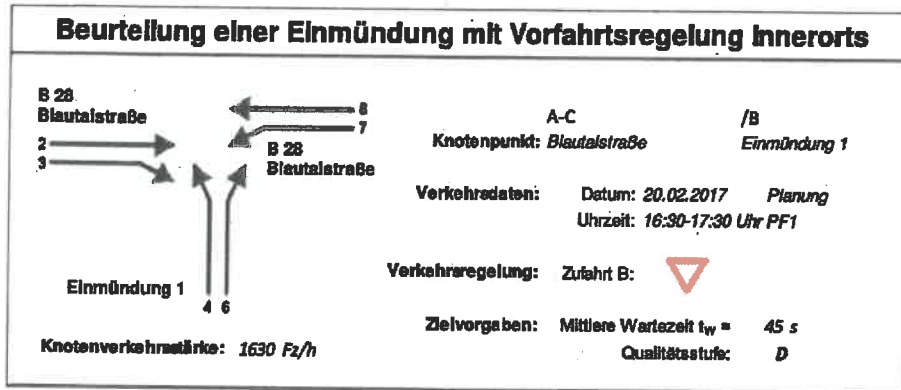 Beurteilung einer Einmündung mit Vorfahrtsregelung innerorts
B 28
Blautalstraße
8
7
2
3
B 28
Blautalstraße
Einmündung 1
4 6
Knotenverkehrsstärke: 1630 Fz/h
A-C /B
Knotenpunkt: Blautalstraße Einmündung 1
Verkehrsdaten: Datum: 20.02.2017 Planung
Uhrzeit: 16:30-17:30 Uhr PF1
Verkehrsregelung: Zufahrt B:
Zielvorgaben: Mittlere Wartezeit tw = 45 s
Qualitätsstufe: D